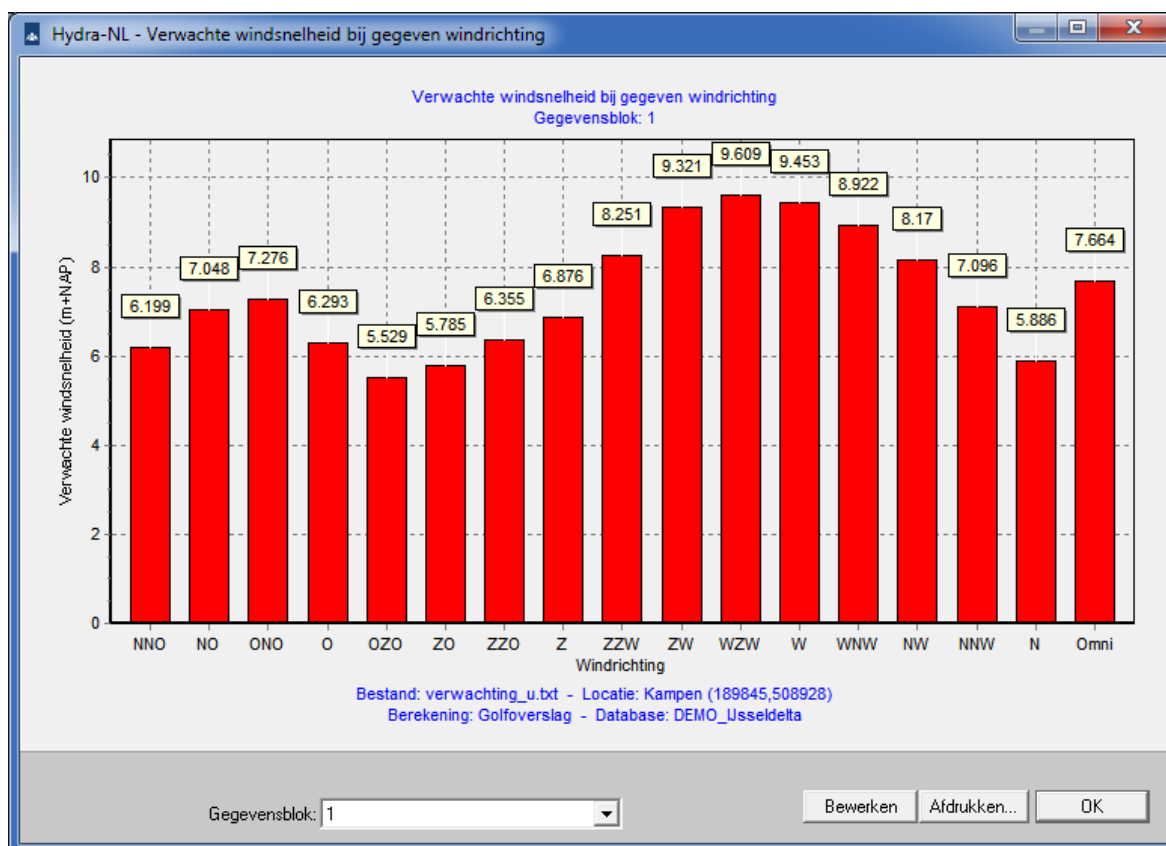 Hydra-NL - Verwachte windsnelheid bij gegeven windrichting
Verwachte windsnelheid bij gegeven windrichting
Gegevensblok: 1
Verwachte windsnelheid (m+NAP)
10
8
6
4
2
0
6.199
7.048
7.276
6.293
5.529
5.785
6.355
6.876
8.251
9.321
9.609
9.453
8.922
8.17
7.096
5.886
7.664
NNO NO ONO O OZO ZO ZZO Z ZZW ZW WZW W WNW NW NNW N Omni
Windrichting
Bestand: verwachting_u.txt - Locatie: Kampen (189845,508928)
Berekening: Golfoverslag - Database: DEMO_IJsseldelta
Gegevensblok: 1
Bewerken Afdrukken... OK